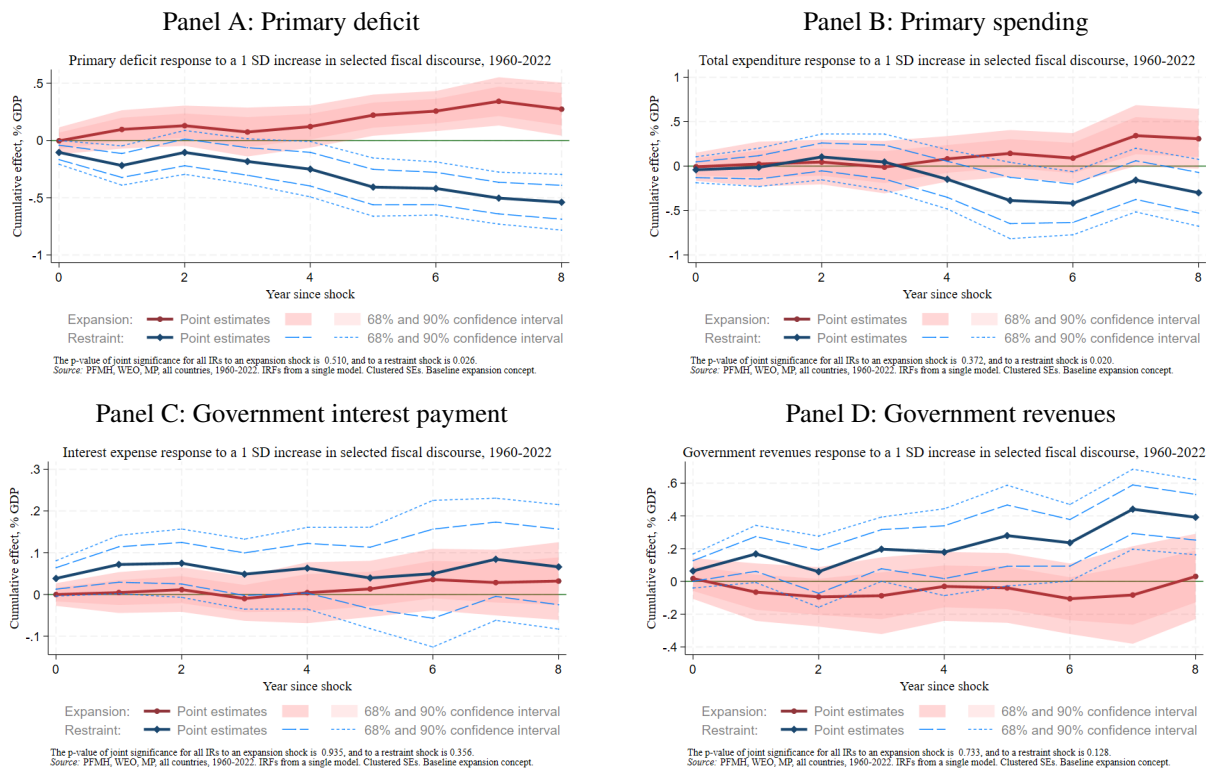 Panel A: Primary deficit
Primary deficit response to a 1 SD increase in selected fiscal discourse, 1960-2022
Cumulative effect, % GDP
.5
0
-.5
-1
0 2 4 6 8
Year since shock
Expansion: Point estimates 68% and 90% confidence interval
Restraint: Point estimates 68% and 90% confidence interval
The p-value of joint significance for all IRs to an expansion shock is 0.510, and to a restraint shock is 0.026.
Source: PFMH, WEO, MP, all countries, 1960-2022. IRFs from a single model. Clustered SEs. Baseline expansion concept.
Panel B: Primary spending
Total expenditure response to a 1 SD increase in selected fiscal discourse, 1960-2022
Cumulative effect, % GDP
1
.5
0
-.5
-1
0 2 4 6 8
Year since shock
Expansion: Point estimates 68% and 90% confidence interval
Restraint: Point estimates 68% and 90% confidence interval
The p-value of joint significance for all IRs to an expansion shock is 0.372, and to a restraint shock is 0.020.
Source: PFMH, WEO, MP, all countries, 1960-2022. IRFs from a single model. Clustered SEs. Baseline expansion concept.
Panel C: Government interest payment
Interest expense response to a 1 SD increase in selected fiscal discourse, 1960-2022
Cumulative effect, % GDP
.3
.2
.1
0
-.1
0 2 4 6 8
Year since shock
Expansion: Point estimates 68% and 90% confidence interval
Restraint: Point estimates 68% and 90% confidence interval
The p-value of joint significance for all IRs to an expansion shock is 0.935, and to a restraint shock is 0.356.
Source: PFMH, WEO, MP, all countries, 1960-2022. IRFs from a single model. Clustered SEs. Baseline expansion concept.
Panel D: Government revenues
Government revenues response to a 1 SD increase in selected fiscal discourse, 1960-2022
Cumulative effect, % GDP
.6
.4
.2
0
-.2
-.4
0 2 4 6 8
Year since shock
Expansion: Point estimates 68% and 90% confidence interval
Restraint: Point estimates 68% and 90% confidence interval
The p-value of joint significance for all IRs to an expansion shock is 0.733, and to a restraint shock is 0.128.
Source: PFMH, WEO, MP, all countries, 1960-2022. IRFs from a single model. Clustered SEs. Baseline expansion concept.